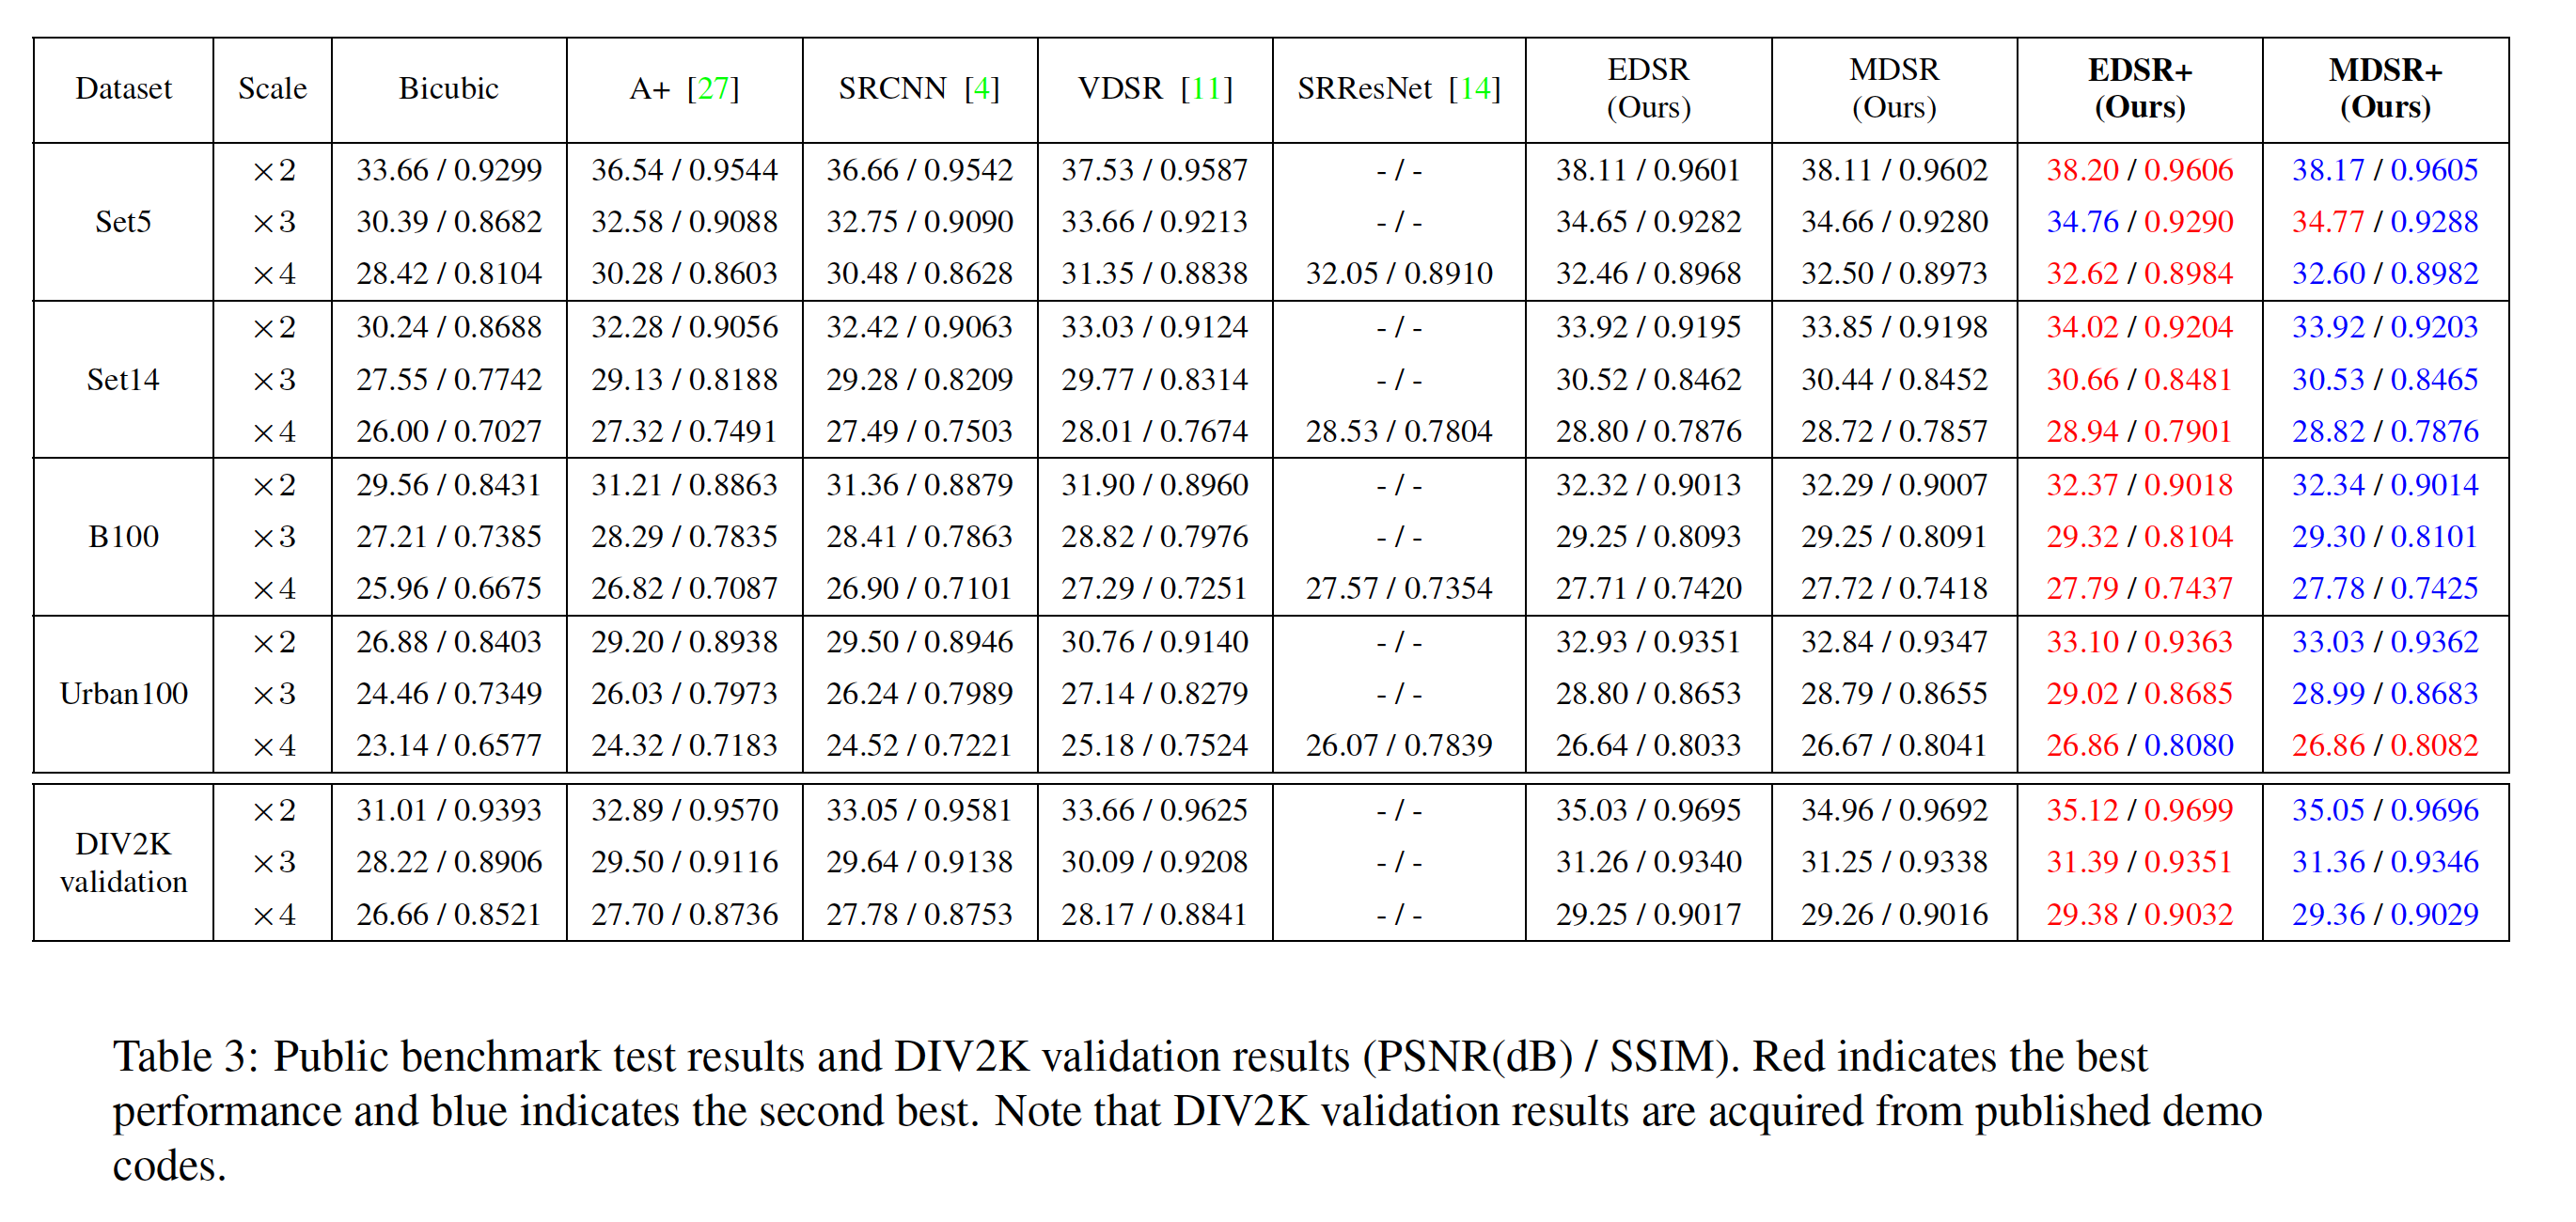 Dataset Scale Bicubic A+ [27] SRCNN [4] VDSR [11] SRResNet [14] EDSR (Ours) MDSR (Ours) EDSR+ (Ours) MDSR+ (Ours)
Set5
×2 33.66 / 0.9299 36.54 / 0.9544 36.66 / 0.9542 37.53 / 0.9587 - / - 38.11 / 0.9601 38.11 / 0.9602 38.20 / 0.9606 38.17 / 0.9605
×3 30.39 / 0.8682 32.58 / 0.9088 32.75 / 0.9090 33.66 / 0.9213 - / - 34.65 / 0.9282 34.66 / 0.9280 34.76 / 0.9290 34.77 / 0.9288
×4 28.42 / 0.8104 30.28 / 0.8603 30.48 / 0.8628 31.35 / 0.8838 32.05 / 0.8910 32.46 / 0.8968 32.50 / 0.8973 32.62 / 0.8984 32.60 / 0.8982
Set14
×2 30.24 / 0.8688 32.28 / 0.9056 32.42 / 0.9063 33.03 / 0.9124 - / - 33.92 / 0.9195 33.85 / 0.9198 34.02 / 0.9204 33.92 / 0.9203
×3 27.55 / 0.7742 29.13 / 0.8188 29.28 / 0.8209 29.77 / 0.8314 - / - 30.52 / 0.8462 30.44 / 0.8452 30.66 / 0.8481 30.53 / 0.8465
×4 26.00 / 0.7027 27.32 / 0.7491 27.49 / 0.7503 28.01 / 0.7674 28.53 / 0.7804 28.80 / 0.7876 28.72 / 0.7857 28.94 / 0.7901 28.82 / 0.7876
B100
×2 29.56 / 0.8431 31.21 / 0.8863 31.36 / 0.8879 31.90 / 0.8960 - / - 32.32 / 0.9013 32.29 / 0.9007 32.37 / 0.9018 32.34 / 0.9014
×3 27.21 / 0.7385 28.29 / 0.7835 28.41 / 0.7863 28.82 / 0.7976 - / - 29.25 / 0.8093 29.25 / 0.8091 29.32 / 0.8104 29.30 / 0.8101
×4 25.96 / 0.6675 26.82 / 0.7087 26.90 / 0.7101 27.29 / 0.7251 27.57 / 0.7354 27.71 / 0.7420 27.72 / 0.7418 27.79 / 0.7437 27.78 / 0.7425
Urban100
×2 26.88 / 0.8403 29.20 / 0.8938 29.50 / 0.8946 30.76 / 0.9140 - / - 32.93 / 0.9351 32.84 / 0.9347 33.10 / 0.9363 33.03 / 0.9362
×3 24.46 / 0.7349 26.03 / 0.7973 26.24 / 0.7989 27.14 / 0.8279 - / - 28.80 / 0.8653 28.79 / 0.8655 29.02 / 0.8685 28.99 / 0.8683
×4 23.14 / 0.6577 24.32 / 0.7183 24.52 / 0.7221 25.18 / 0.7524 26.07 / 0.7839 26.64 / 0.8033 26.67 / 0.8041 26.86 / 0.8080 26.86 / 0.8082
DIV2K
validation
×2 31.01 / 0.9393 32.89 / 0.9570 33.05 / 0.9581 33.66 / 0.9625 - / - 35.03 / 0.9695 34.96 / 0.9692 35.12 / 0.9699 35.05 / 0.9696
×3 28.22 / 0.8906 29.50 / 0.9116 29.64 / 0.9138 30.09 / 0.9208 - / - 31.26 / 0.9340 31.25 / 0.9338 31.39 / 0.9351 31.36 / 0.9346
×4 26.66 / 0.8521 27.70 / 0.8736 27.78 / 0.8753 28.17 / 0.8841 - / - 29.25 / 0.9017 29.26 / 0.9016 29.38 / 0.9032 29.36 / 0.9029
Table 3: Public benchmark test results and DIV2K validation results (PSNR(dB) / SSIM). Red indicates the best
performance and blue indicates the second best. Note that DIV2K validation results are acquired from published demo
codes.